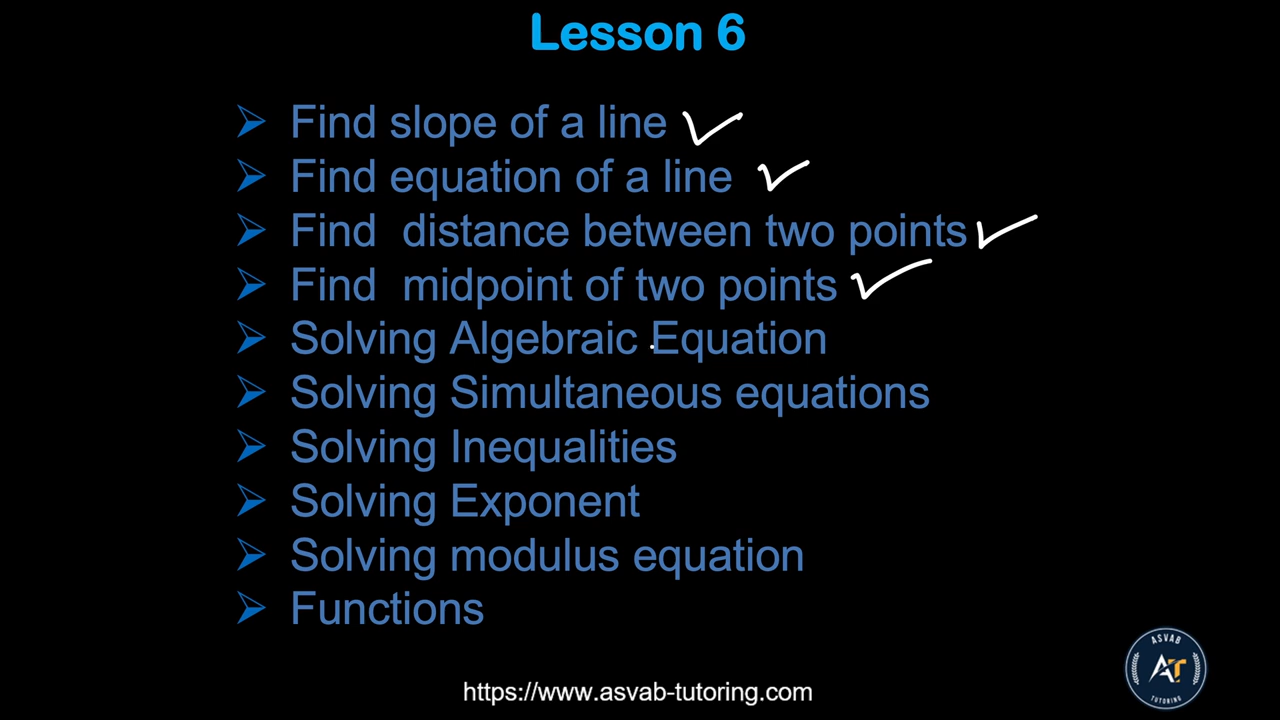 Lesson 6
Find slope of a line
Find equation of a line
Find distance between two points
Find midpoint of two points
Solving Algebraic Equation
Solving Simultaneous equations
Solving Inequalities
Solving Exponent
Solving modulus equation
Functions
ASVAB
AT
TUTORING
https://www.asvab-tutoring.com